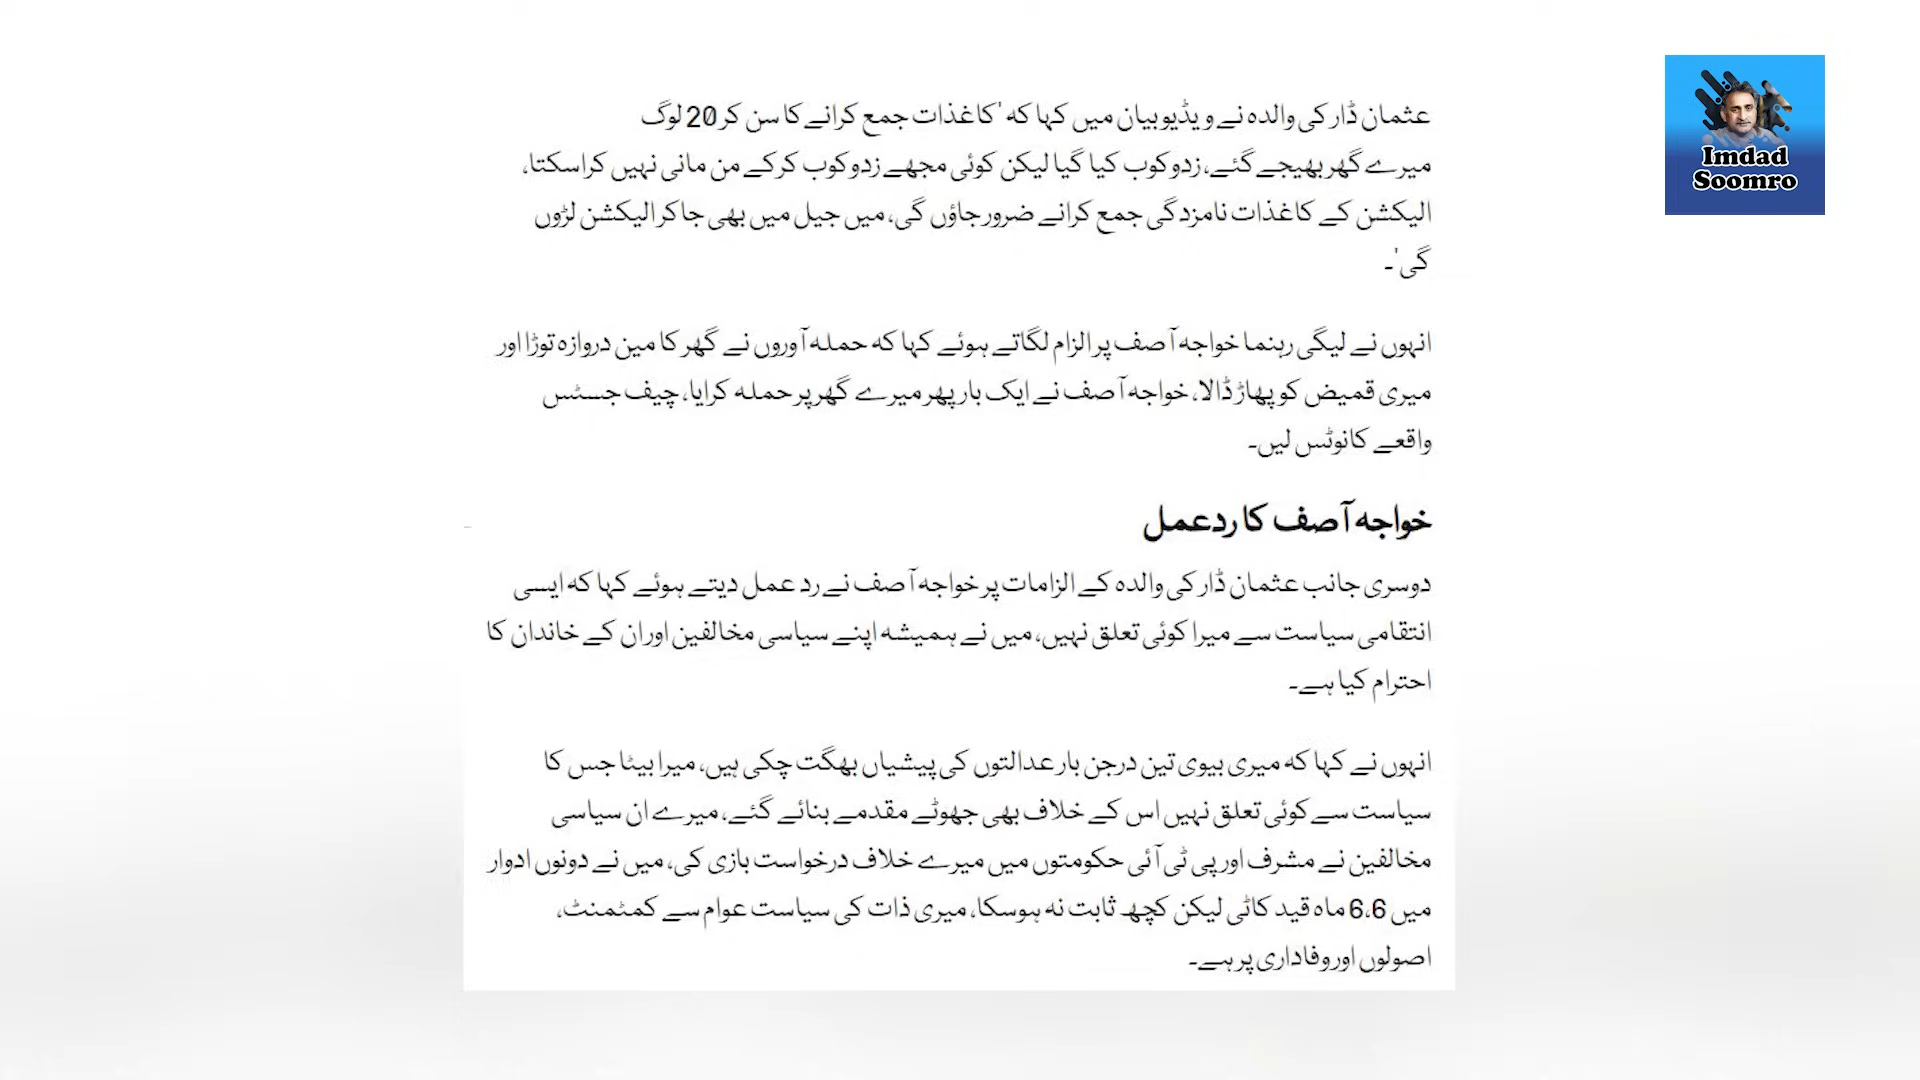 عثمان ڈار کی والدہ نے ویڈیو بیان میں کہا کہ 'کاغذات جمع کرانے کا سن کر 20 لوگ
میرے گھر بھیجے گئے، زدوکوب کیا گیا لیکن کوئی مجھے زدوکوب کرکے من مانی نہیں کراسکتا،
الیکشن کے کاغذات نامزدگی جمع کرانے ضرور جاؤں گی، میں جیل میں بھی جاکر الیکشن لڑوں
گی'۔
انہوں نے لیگی رہنما خواجہ آصف پر الزام لگاتے ہوئے کہا کہ حملہ آوروں نے گھر کا مین دروازہ توڑا اور
میری قمیض کو پھاڑ ڈالا، خواجہ آصف نے ایک بار پھر میرے گھر پر حملہ کرایا، چیف جسٹس
واقعے کا نوٹس لیں۔
خواجہ آصف کا ردعمل
دوسری جانب عثمان ڈار کی والدہ کے الزامات پر خواجہ آصف نے رد عمل دیتے ہوئے کہا کہ ایسی
انتقامی سیاست سے میرا کوئی تعلق نہیں، میں نے ہمیشہ اپنے سیاسی مخالفین اور ان کے خاندان کا
احترام کیا ہے۔
انہوں نے کہا کہ میری بیوی تین درجن بار عدالتوں کی پیشیاں بھگت چکی ہیں، میرا بیٹا جس کا
سیاست سے کوئی تعلق نہیں اس کے خلاف بھی جھوٹے مقدمے بنائے گئے، میرے ان سیاسی
مخالفین نے مشرف اور پی ٹی آئی حکومتوں میں میرے خلاف درخواست بازی کی، میں نے دونوں ادوار
میں 6،6 ماہ قید کاٹی لیکن کچھ ثابت نہ ہوسکا، میری ذات کی سیاست عوام سے کمٹمنٹ،
اصولوں اور وفاداری پر ہے۔
Imdad
Soomro